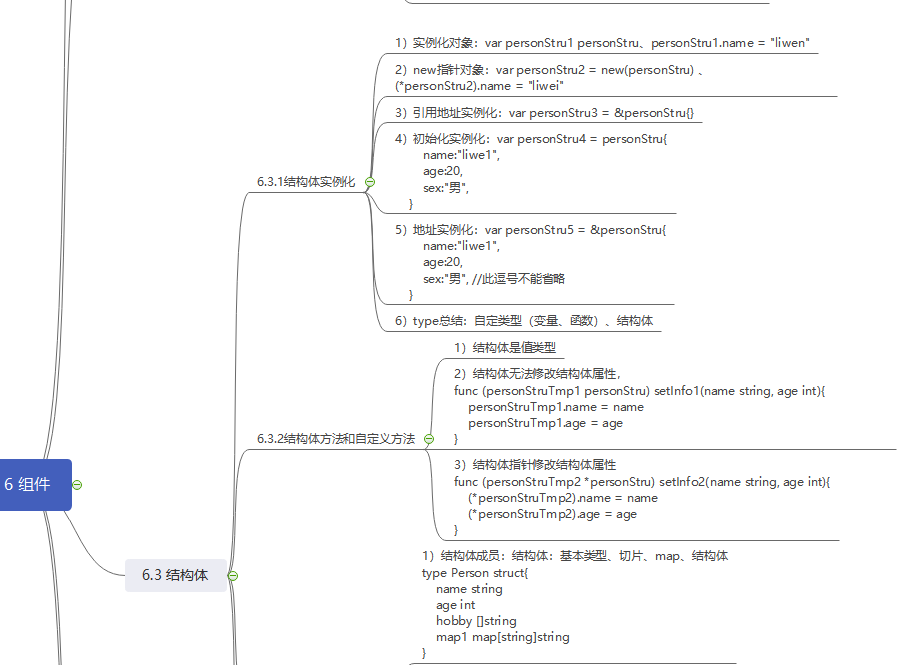 1）实例化对象：var personStru1 personStru、personStru1.name = "liwen"
2）new指针对象：var personStru2 = new(personStru) 、
(*personStru2).name = "liwei"
3）引用地址实例化：var personStru3 = &personStru{}
4）初始化实例化：var personStru4 = personStru{
name:"liwe1",
age:20,
sex:"男",
}
6.3.1结构体实例化
5）地址实例化：var personStru5 = &personStru{
name:"liwe1",
age:20,
sex:"男", //此逗号不能省略
}
6）type总结：自定类型（变量、函数）、结构体
1）结构体是值类型
2）结构体无法修改结构体属性，
func (personStruTmp1 personStru) setInfo1(name string, age int){
personStruTmp1.name = name
personStruTmp1.age = age
}
6.3.2结构体方法和自定义方法
3）结构体指针修改结构体属性
func (personStruTmp2 *personStru) setInfo2(name string, age int){
(*personStruTmp2).name = name
(*personStruTmp2).age = age
}
6 组件
6.3 结构体
1）结构体成员：结构体：基本类型、切片、map、结构体
type Person struct{
name string
age int
hobby []string
map1 map[string]string
}